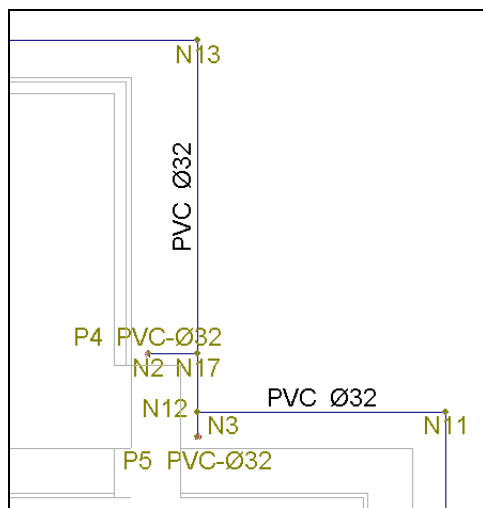 N13
PVC Ø32
P4 PVC-Ø32
N2 N17
PVC Ø32
N12 N3 N11
P5 PVC-Ø32